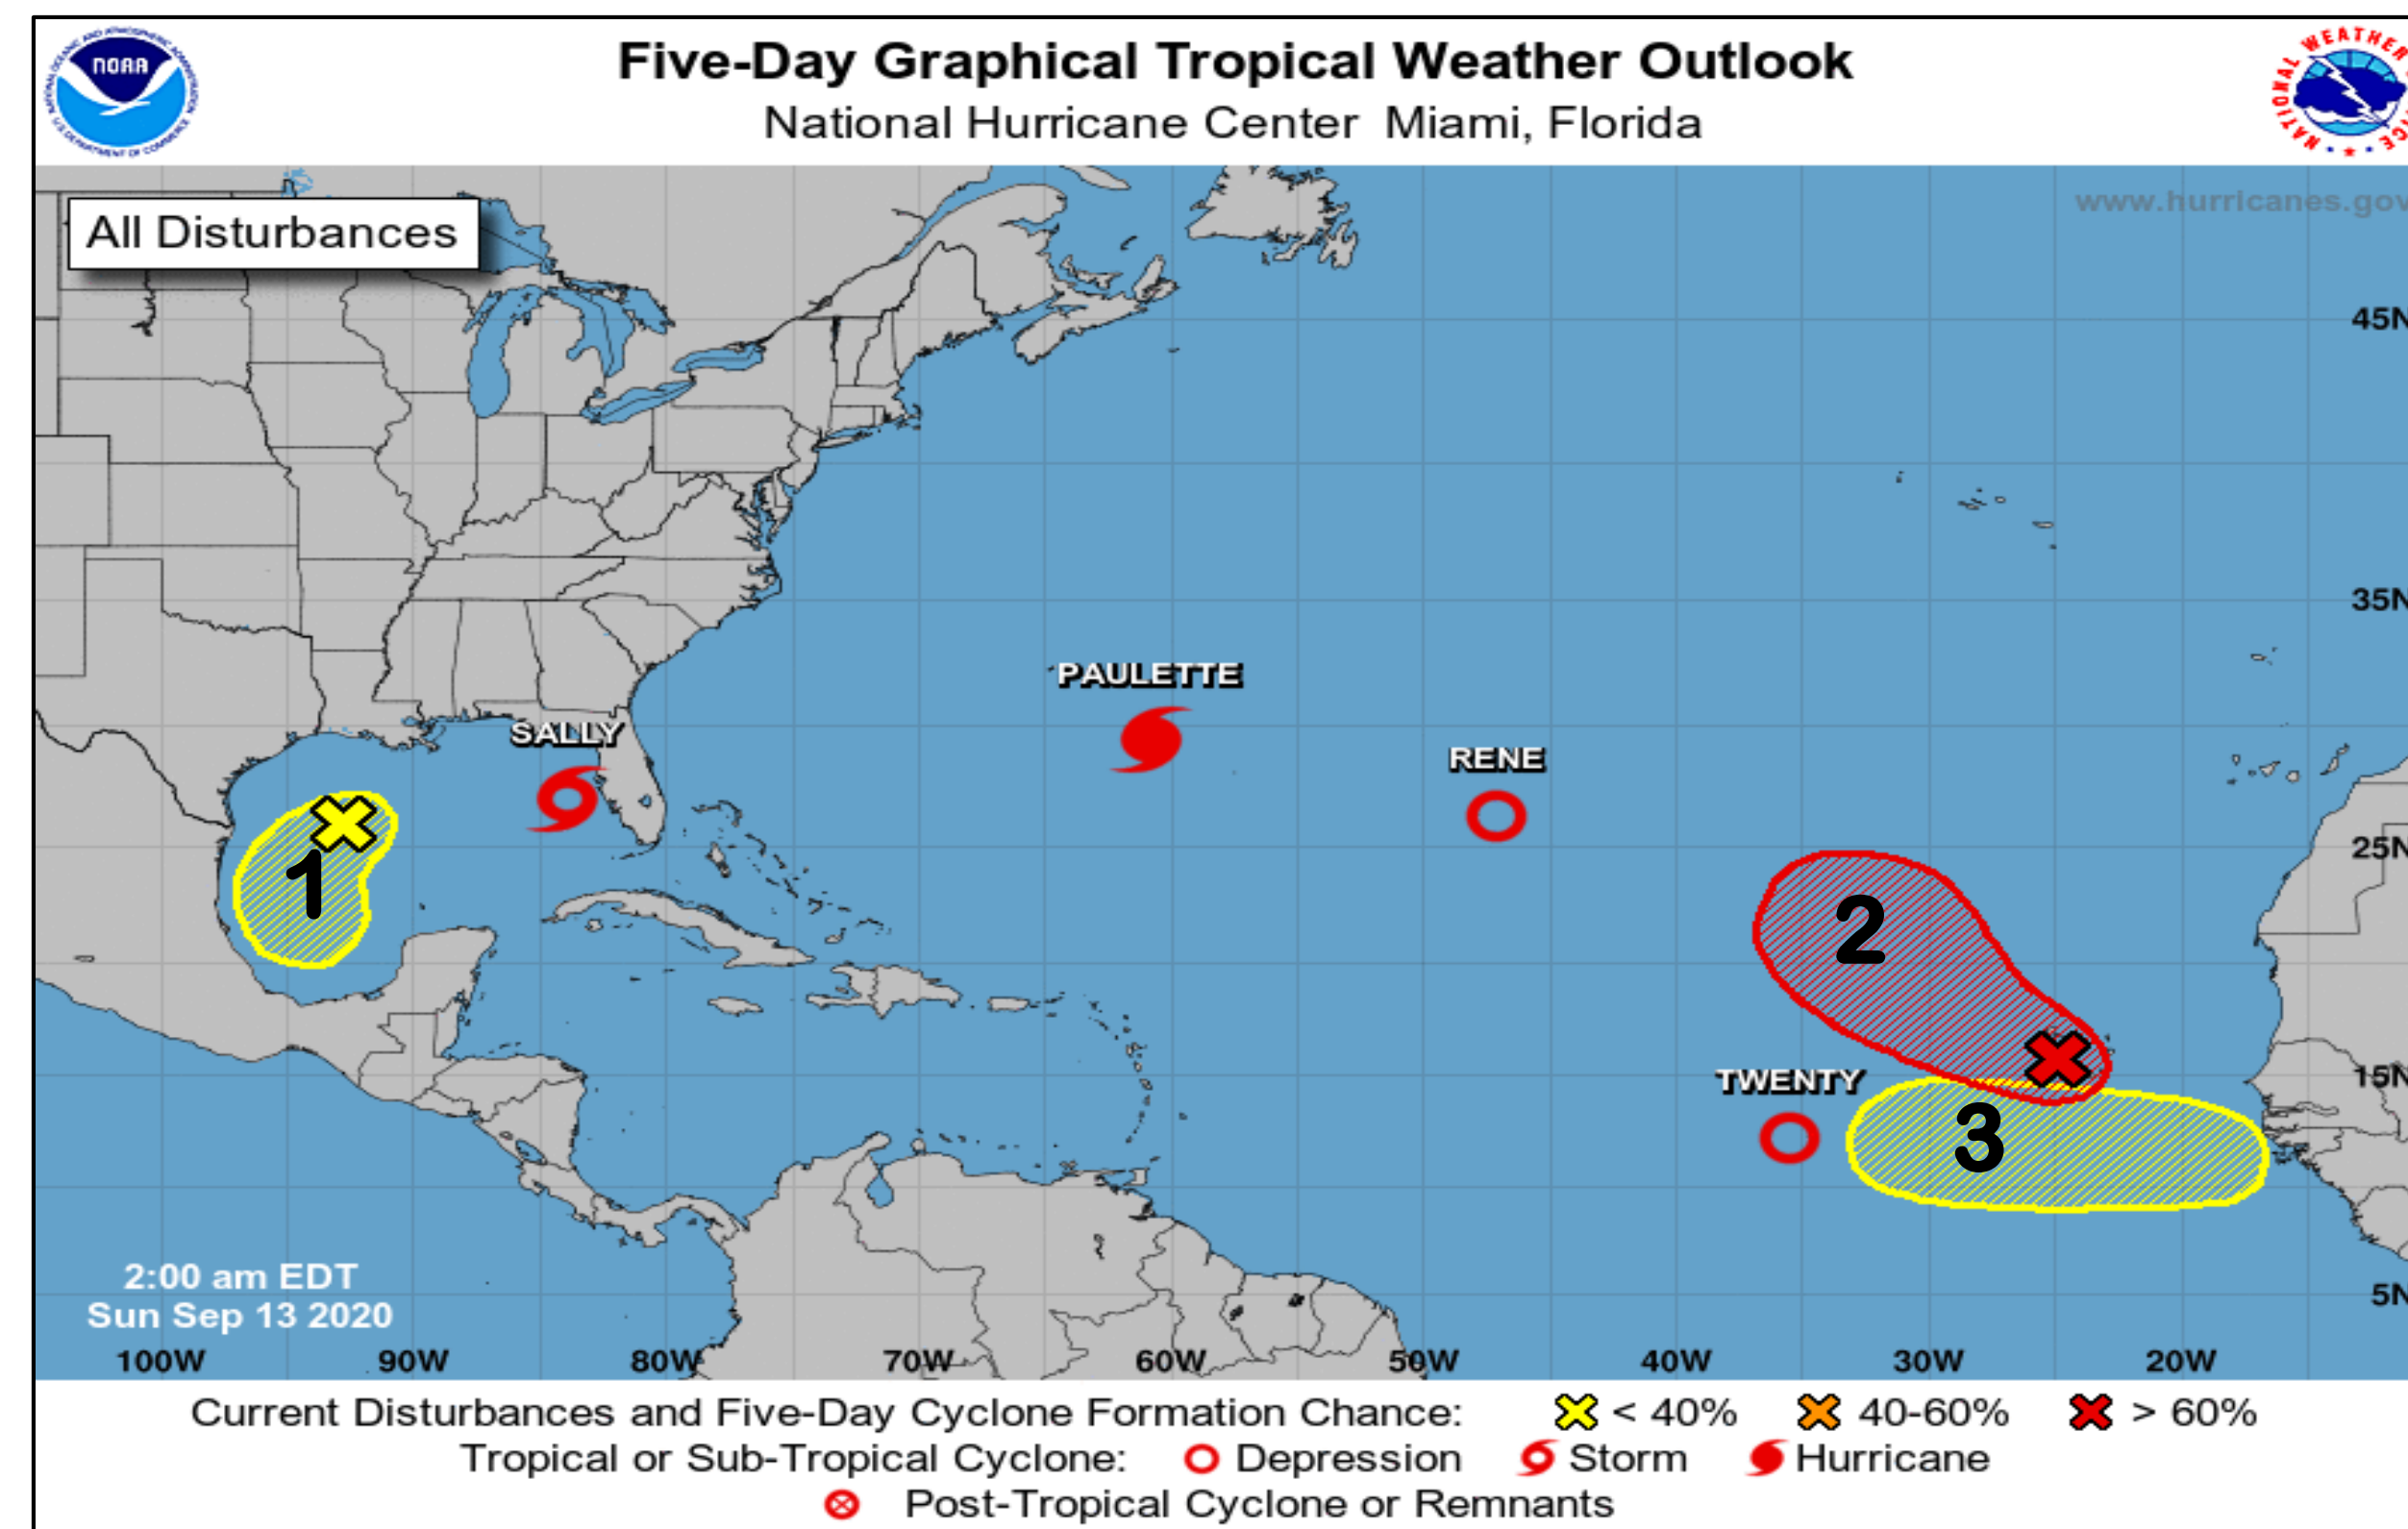 NOAA
Five-Day Graphical Tropical Weather Outlook
National Hurricane Center Miami, Florida
NATIONAL WEATHER
All Disturbances
www.hurricanes.gov
45N
35N
PAULETTE
SALLY
RENE
25N
1
2
TWENTY
15N
3
2:00 am EDT
Sun Sep 13 2020
5N
100W 90W 80W 70W 60W 50W 40W 30W 20W
Current Disturbances and Five-Day Cyclone Formation Chance: < 40% 40-60% > 60%
Tropical or Sub-Tropical Cyclone: Depression Storm Hurricane
Post-Tropical Cyclone or Remnants